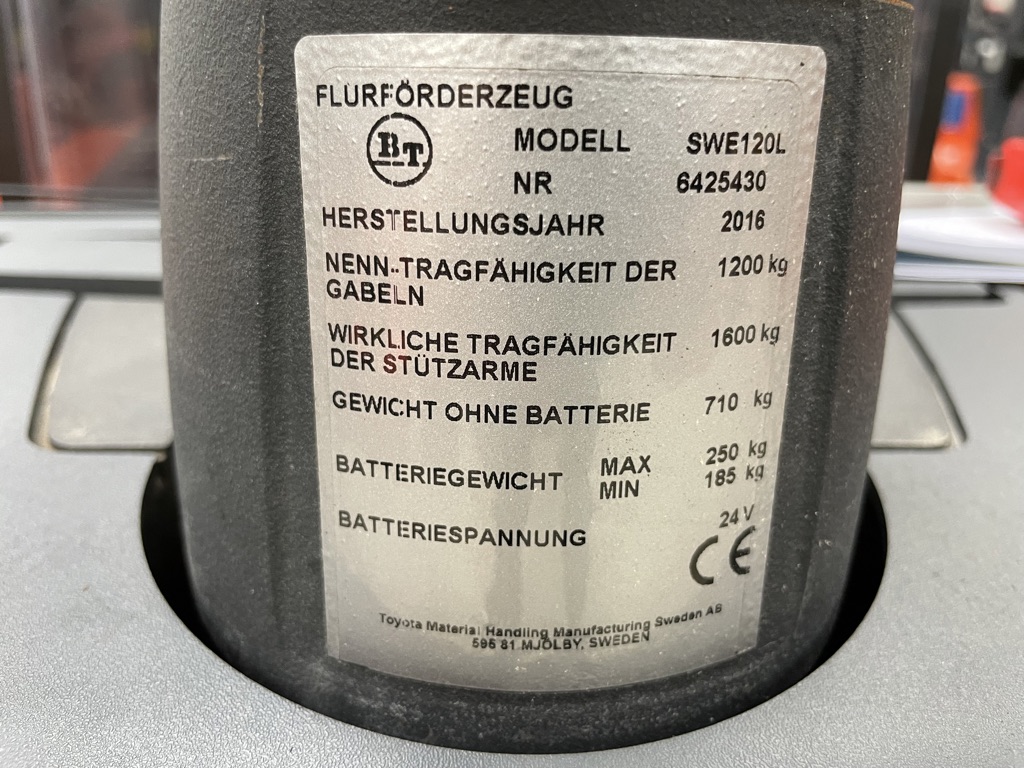 FLURFÖRDERZEUG
BT MODELL SWE120L
NR 6425430
HERSTELLUNGSJAHR 2016
NENN-TRAGFÄHIGKEIT DER 1200 kg
GABELN
WIRKLICHE TRAGFÄHIGKEIT 1600 kg
DER STÜTZARME
GEWICHT OHNE BATTERIE 710 kg
BATTERIEGEWICHT MAX 250 kg
MIN 185 kg
BATTERIESPANNUNG 24 V
CE
Toyota Material Handling Manufacturing Sweden AB
595 81 MJÖLBY, SWEDEN